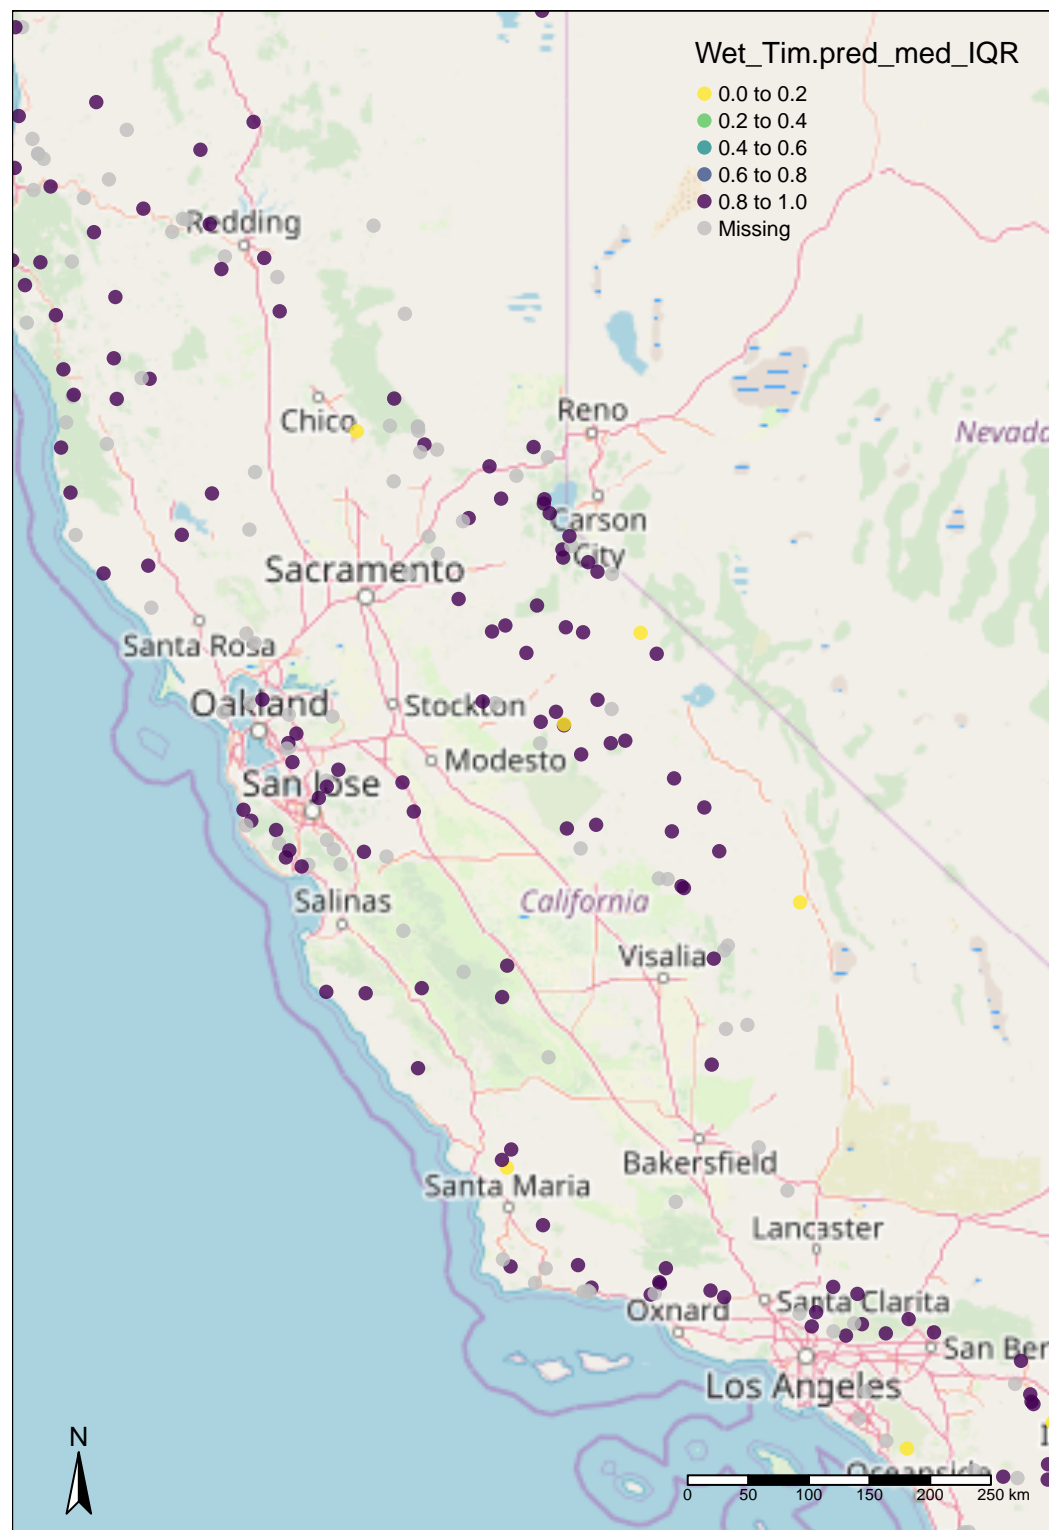 Wet_Tim.pred_med_IQR
0.0 to 0.2
0.2 to 0.4
0.4 to 0.6
0.6 to 0.8
0.8 to 1.0
Missing
Redding
Chico
Reno
Nevada
Carson
City
Sacramento
Santa Rosa
Oakland
Stockton
Modesto
San Jose
Salinas
California
Visalia
Bakersfield
Santa Maria
Lancaster
Oxnard
Santa Clarita
San Ber
Los Angeles
Oceanside
N
0 50 100 150 200 250 km